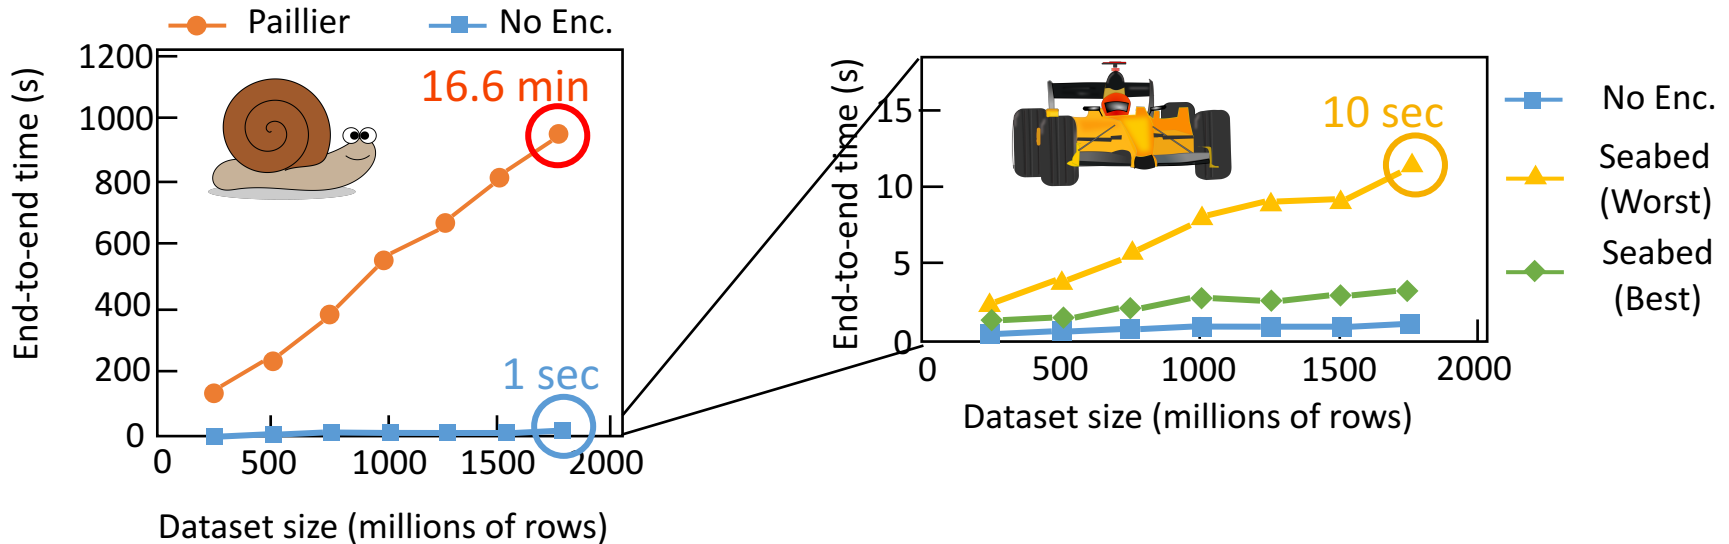 Paillier
No Enc.
End-to-end time (s)
1200
1000
800
600
400
200
0
16.6 min
1 sec
0
500
1000
1500
2000
Dataset size (millions of rows)
End-to-end time (s)
15
10
5
0
10 sec
0
500
1000
1500
2000
Dataset size (millions of rows)
No Enc.
Seabed
(Worst)
Seabed
(Best)